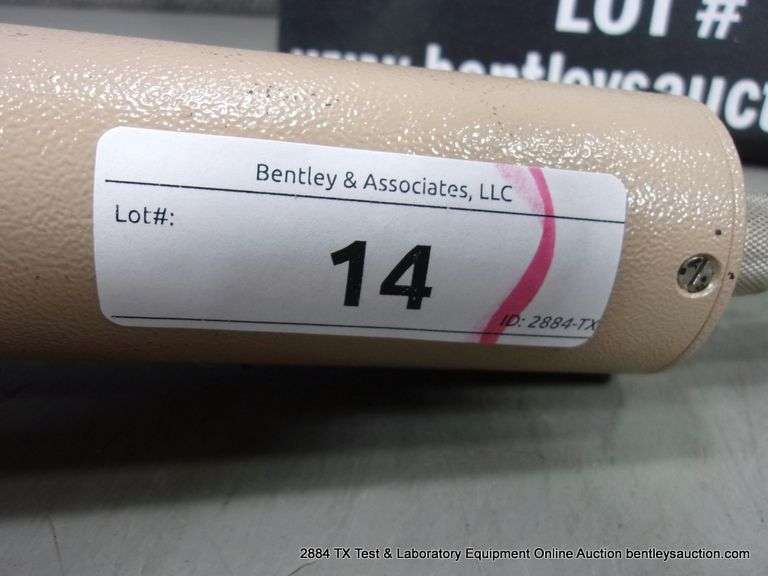 LOT #
Bentley & Associates, LLC
Lot#:
14
ID: 2884-TX
2884 TX Test & Laboratory Equipment Online Auction bentleysauction.com